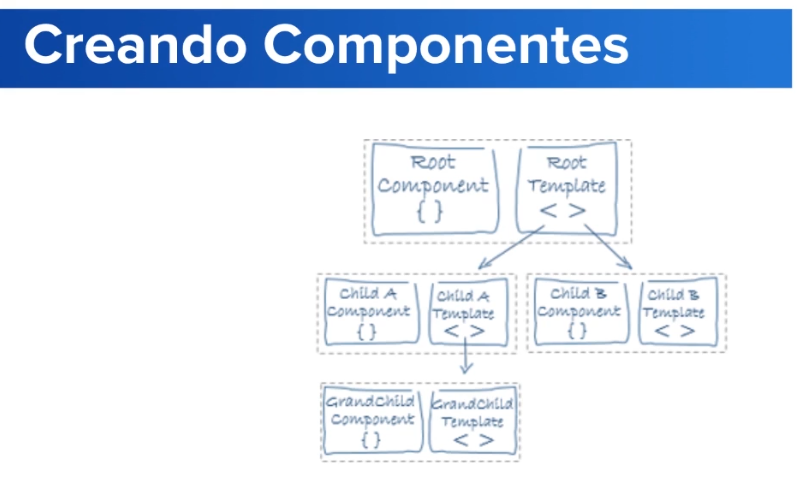 Creando Componentes
Root
Component
{ }
Root
Template
< >
Child A
Component
{ }
Child A
Template
< >
Child B
Component
{ }
Child B
Template
< >
GrandChild
Component
{ }
GrandChild
Template
< >